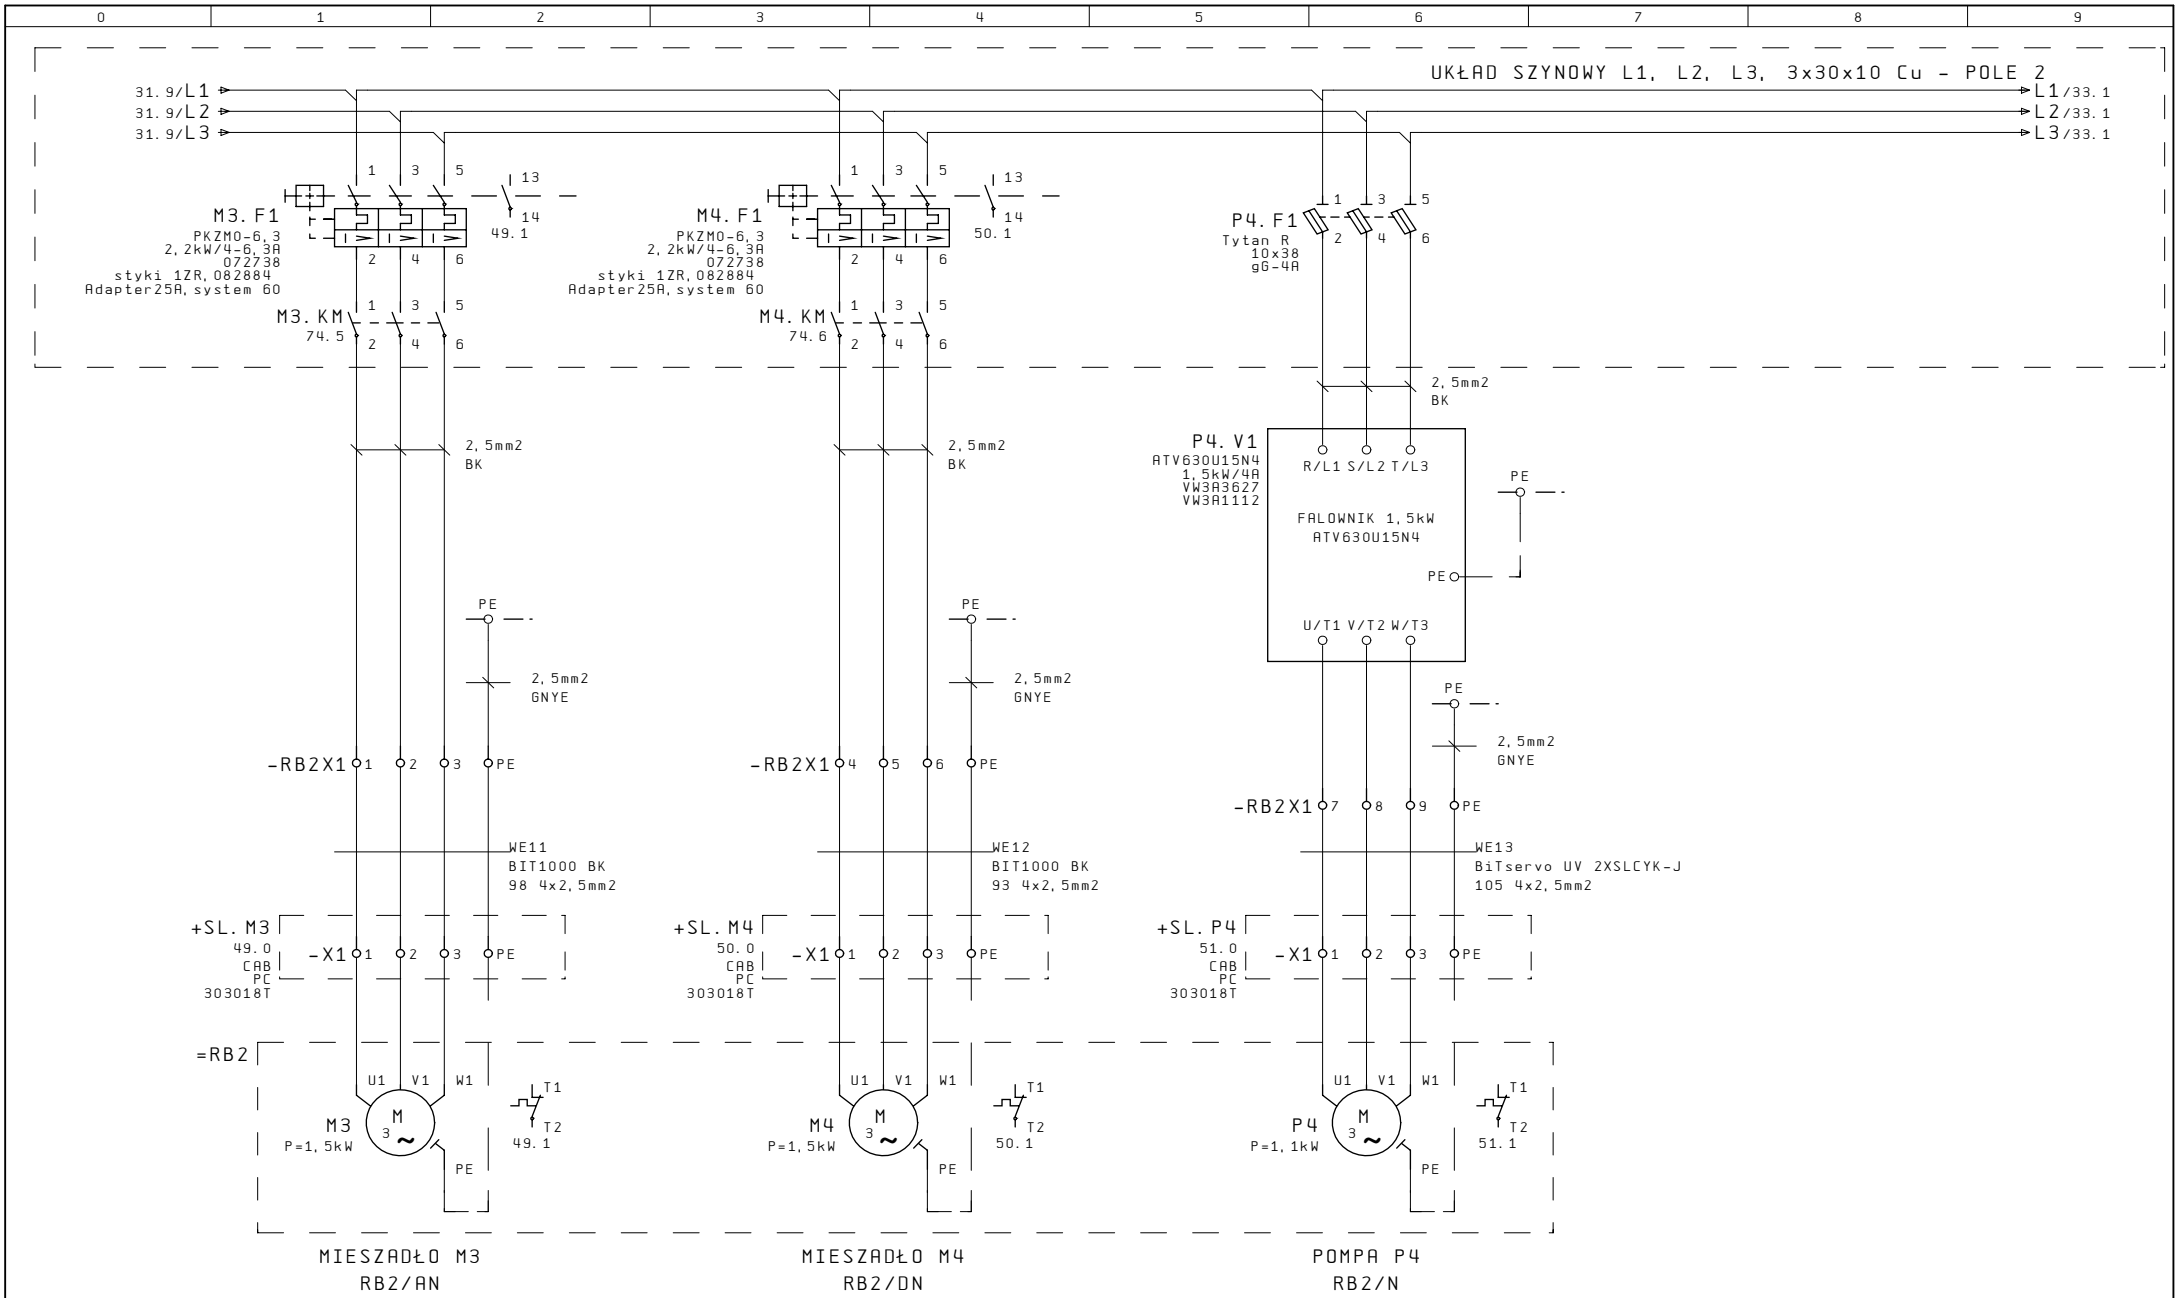 0 1 2 3 4 5 6 7 8 9
UKŁAD SZYNOWY L1, L2, L3, 3x30x10 Cu - POLE 2
31.9/L1 L1/33.1
31.9/L2 L2/33.1
31.9/L3 L3/33.1
1 3 5 13
14
49.1
M3.F1
PKZM0-6,3
2,2kW/4-6,3A
072738
styki 1ZR,082884
Adapter25A,system 60
I> I> I>
2 4 6
M3.KM
74.5
1 3 5
2 4 6
1 3 5 13
14
50.1
M4.F1
PKZM0-6,3
2,2kW/4-6,3A
072738
styki 1ZR,082884
Adapter25A,system 60
I> I> I>
2 4 6
M4.KM
74.6
1 3 5
2 4 6
P4.F1
Tytan R
10x38
gG-4A
1 3 5
2 4 6
2,5mm2
BK
2,5mm2
BK
2,5mm2
BK
P4.V1
ATV630U15N4
1,5kW/4A
VW3A3627
VW3A1112
R/L1 S/L2 T/L3
FALOWNIK 1,5kW
ATV630U15N4
PE
PE
U/T1 V/T2 W/T3
PE
2,5mm2
GNYE
PE
2,5mm2
GNYE
PE
2,5mm2
GNYE
-RB2X1 1 2 3 PE
-RB2X1 4 5 6 PE
-RB2X1 7 8 9 PE
WE11
BIT1000 BK
98 4x2,5mm2
WE12
BIT1000 BK
93 4x2,5mm2
WE13
BiTservo UV 2XSLCYK-J
105 4x2,5mm2
+SL.M3
49.0
CAB
PC
303018T
-X1 1 2 3 PE
+SL.M4
50.0
CAB
PC
303018T
-X1 1 2 3 PE
+SL.P4
51.0
CAB
PC
303018T
-X1 1 2 3 PE
=RB2
U1 V1 W1
M
3 ~
M3
P=1,5kW
PE
T1
T2
49.1
U1 V1 W1
M
3 ~
M4
P=1,5kW
PE
T1
T2
50.1
U1 V1 W1
M
3 ~
P4
P=1,1kW
PE
T1
T2
51.1
MIESZADŁO M3
RB2/AN
MIESZADŁO M4
RB2/DN
POMPA P4
RB2/N